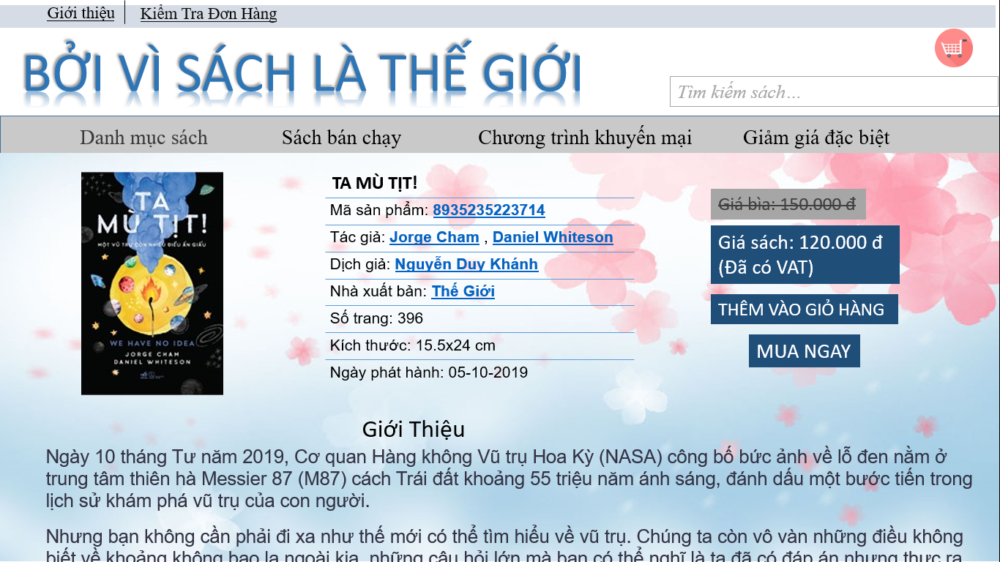 Giới thiệu
Kiểm Tra Đơn Hàng
BỞI VÌ SÁCH LÀ THẾ GIỚI
Tìm kiếm sách…
Danh mục sách
Sách bán chạy
Chương trình khuyến mại
Giảm giá đặc biệt
TA
MÙ TỊT!
MỘT VŨ TRỤ CÒN NHIỀU ĐIỀU ẨN GIẤU
WE HAVE NO IDEA
JORGE CHAM
DANIEL WHITESON
TA MÙ TỊT!
Mã sản phẩm: 8935235223714
Tác giả: Jorge Cham , Daniel Whiteson
Dịch giả: Nguyễn Duy Khánh
Nhà xuất bản: Thế Giới
Số trang: 396
Kích thước: 15.5x24 cm
Ngày phát hành: 05-10-2019
Giá bìa: 150.000 đ
Giá sách: 120.000 đ
(Đã có VAT)
THÊM VÀO GIỎ HÀNG
MUA NGAY
Giới Thiệu
Ngày 10 tháng Tư năm 2019, Cơ quan Hàng không Vũ trụ Hoa Kỳ (NASA) công bố bức ảnh về lỗ đen nằm ở
trung tâm thiên hà Messier 87 (M87) cách Trái đất khoảng 55 triệu năm ánh sáng, đánh dấu một bước tiến trong
lịch sử khám phá vũ trụ của con người.
Nhưng bạn không cần phải đi xa như thế mới có thể tìm hiểu về vũ trụ. Chúng ta còn vô vàn những điều không
biết về khoảng không bao la ngoài kia, những câu hỏi lớn mà bạn có thể nghĩ là ta đã có đáp án nhưng thực ra